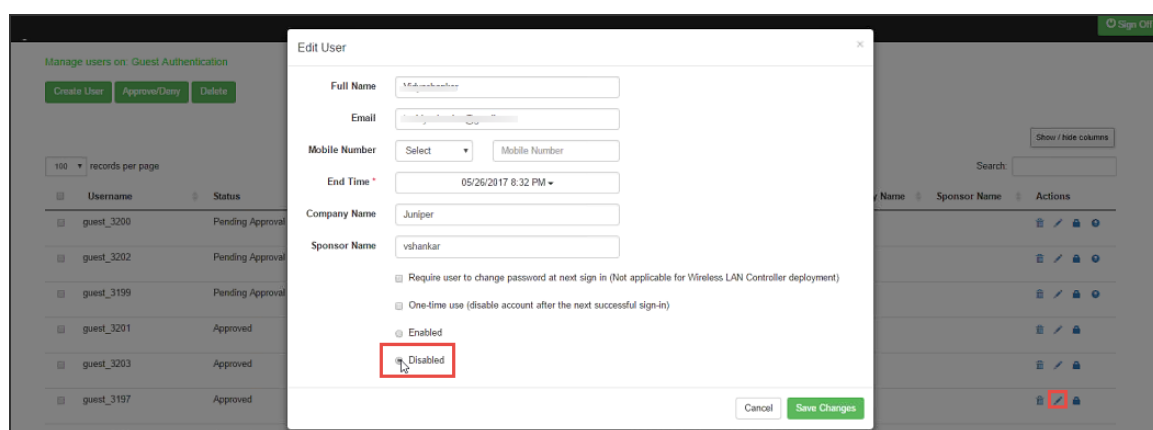 Sign Off
Edit User ×
Manage users on: Guest Authentication
Create User Approve/Deny Delete
Full Name
Email
Mobile Number Select Mobile Number
End Time * 05/26/2017 8:32 PM
Company Name Juniper
Sponsor Name vshankar
Require user to change password at next sign in (Not applicable for Wireless LAN Controller deployment)
One-time use (disable account after the next successful sign-in)
Enabled
Disabled
Cancel Save Changes
Show / hide columns
100 records per page Search:
Username Status Name Sponsor Name Actions
guest_3200 Pending Approval
guest_3202 Pending Approval
guest_3199 Pending Approval
guest_3201 Approved
guest_3203 Approved
guest_3197 Approved